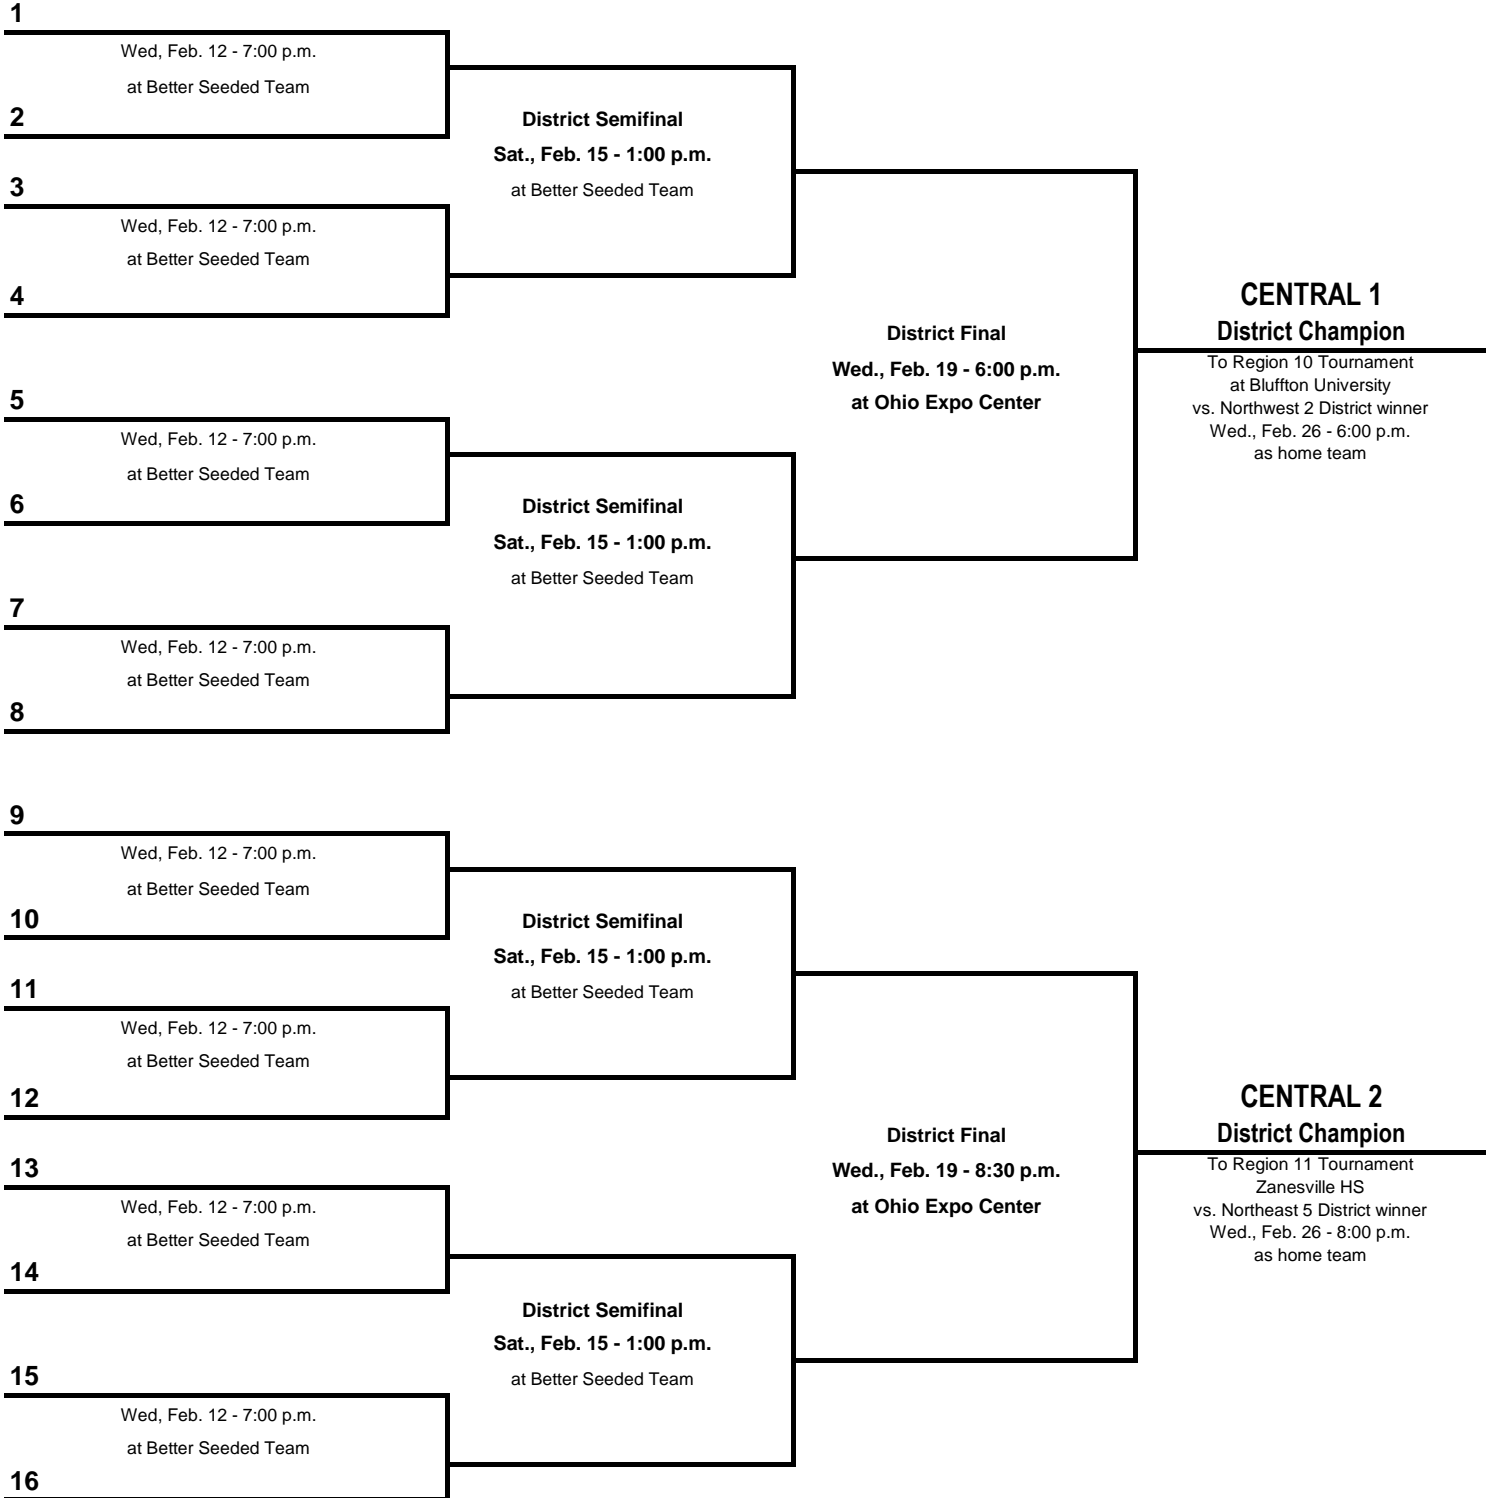 1
Wed, Feb. 12 - 7:00 p.m.
at Better Seeded Team
2
District Semifinal
Sat., Feb. 15 - 1:00 p.m.
at Better Seeded Team
3
Wed, Feb. 12 - 7:00 p.m.
at Better Seeded Team
4
District Final
Wed., Feb. 19 - 6:00 p.m.
at Ohio Expo Center
CENTRAL 1
District Champion
To Region 10 Tournament
at Bluffton University
vs. Northwest 2 District winner
Wed., Feb. 26 - 6:00 p.m.
as home team
5
Wed, Feb. 12 - 7:00 p.m.
at Better Seeded Team
6
District Semifinal
Sat., Feb. 15 - 1:00 p.m.
at Better Seeded Team
7
Wed, Feb. 12 - 7:00 p.m.
at Better Seeded Team
8
9
Wed, Feb. 12 - 7:00 p.m.
at Better Seeded Team
10
District Semifinal
Sat., Feb. 15 - 1:00 p.m.
at Better Seeded Team
11
Wed, Feb. 12 - 7:00 p.m.
at Better Seeded Team
12
District Final
Wed., Feb. 19 - 8:30 p.m.
at Ohio Expo Center
CENTRAL 2
District Champion
To Region 11 Tournament
Zanesville HS
vs. Northeast 5 District winner
Wed., Feb. 26 - 8:00 p.m.
as home team
13
Wed, Feb. 12 - 7:00 p.m.
at Better Seeded Team
14
District Semifinal
Sat., Feb. 15 - 1:00 p.m.
at Better Seeded Team
15
Wed, Feb. 12 - 7:00 p.m.
at Better Seeded Team
16